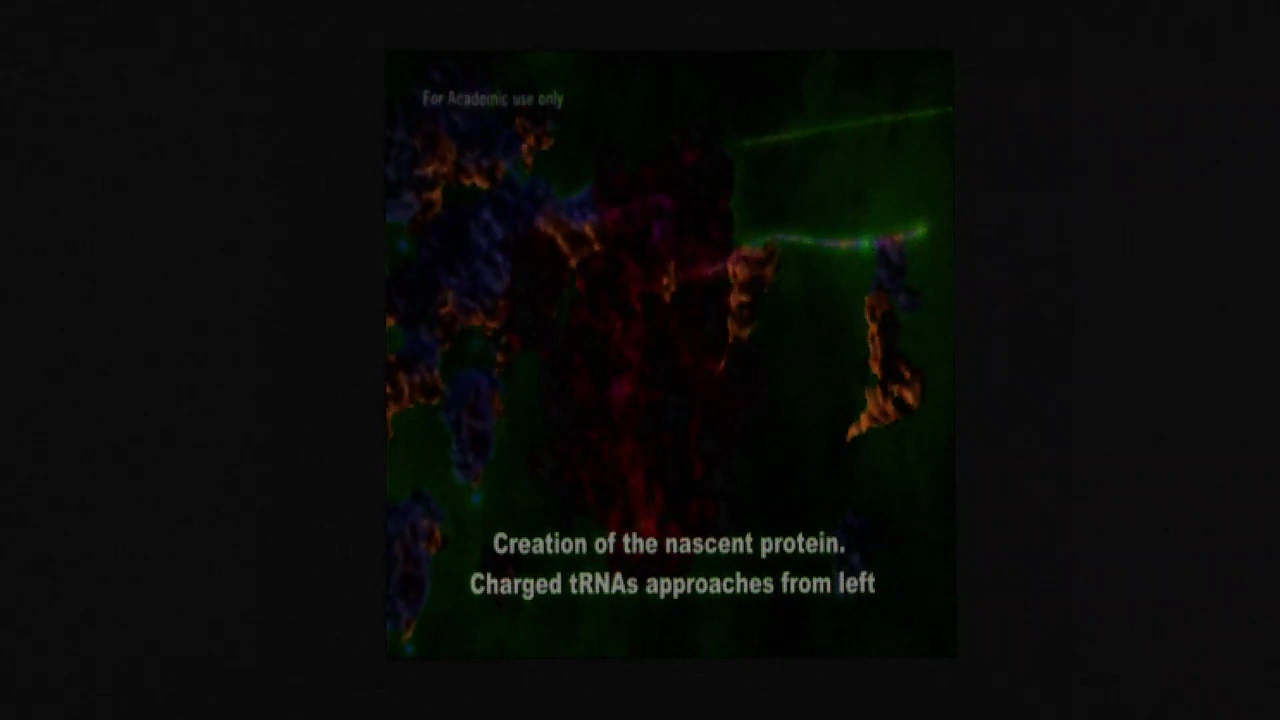 For Academic use only
Creation of the nascent protein.
Charged tRNAs approaches from left